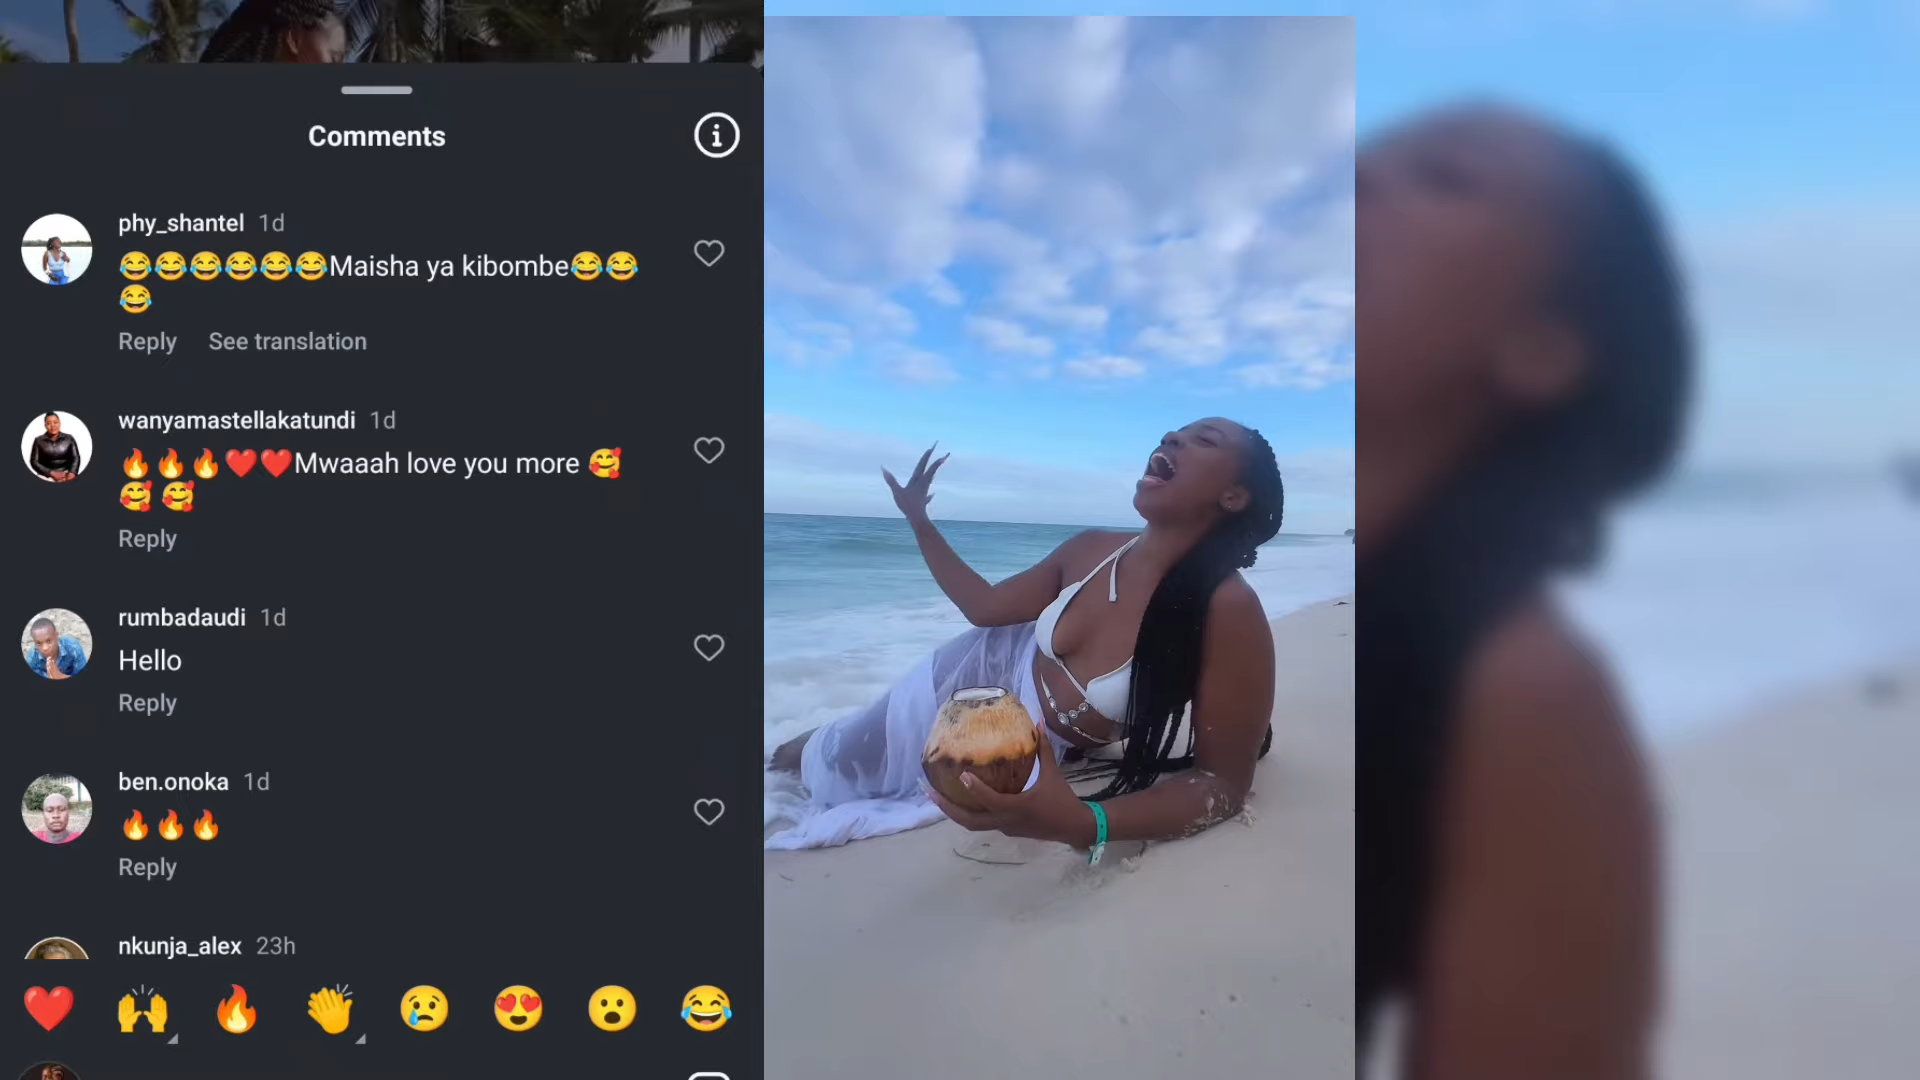 Comments
phy_shantel 1d
😂😂😂😂😂😂Maisha ya kibombe😂😂
😂
Reply See translation
wanyamastellakatundi 1d
🔥🔥🔥❤️❤️Mwaaah love you more 🥰
🥰 🥰
Reply
rumbadaudi 1d
Hello
Reply
ben.onoka 1d
🔥🔥🔥
Reply
nkunja_alex 23h